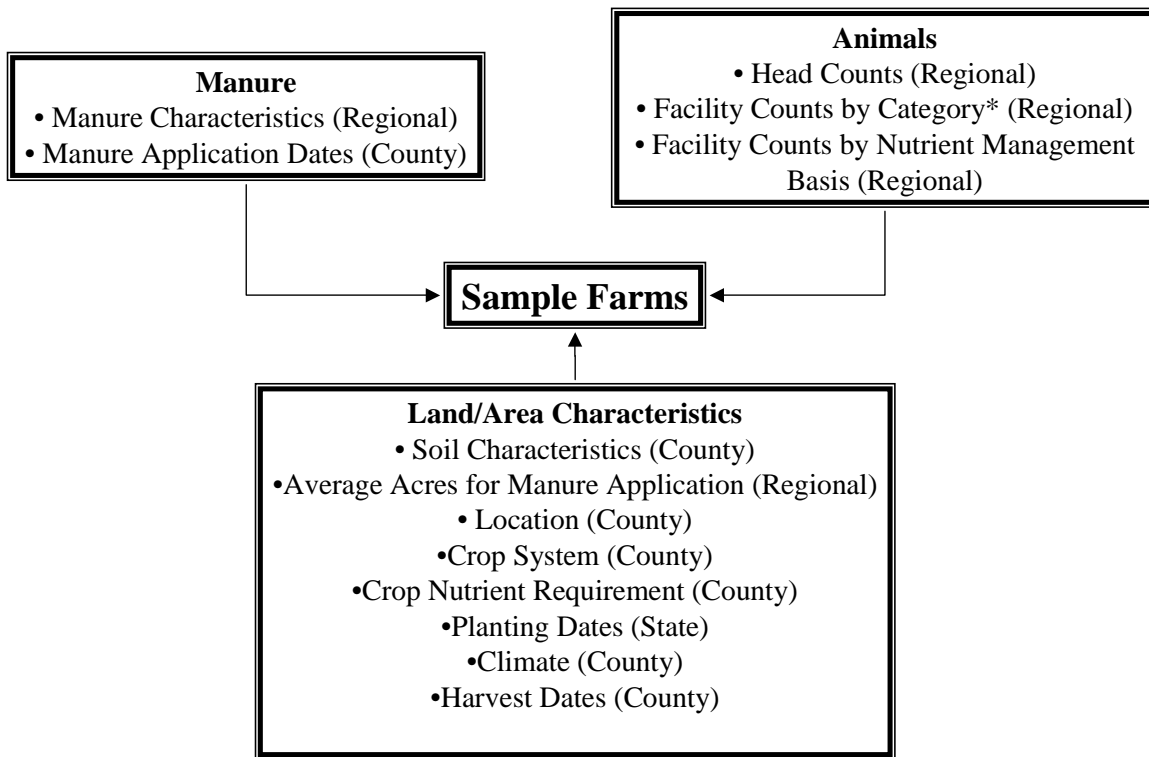 Manure
• Manure Characteristics (Regional)
• Manure Application Dates (County)
Animals
• Head Counts (Regional)
• Facility Counts by Category* (Regional)
• Facility Counts by Nutrient Management
Basis (Regional)
Sample Farms
Land/Area Characteristics
• Soil Characteristics (County)
•Average Acres for Manure Application (Regional)
• Location (County)
•Crop System (County)
•Crop Nutrient Requirement (County)
•Planting Dates (State)
•Climate (County)
•Harvest Dates (County)